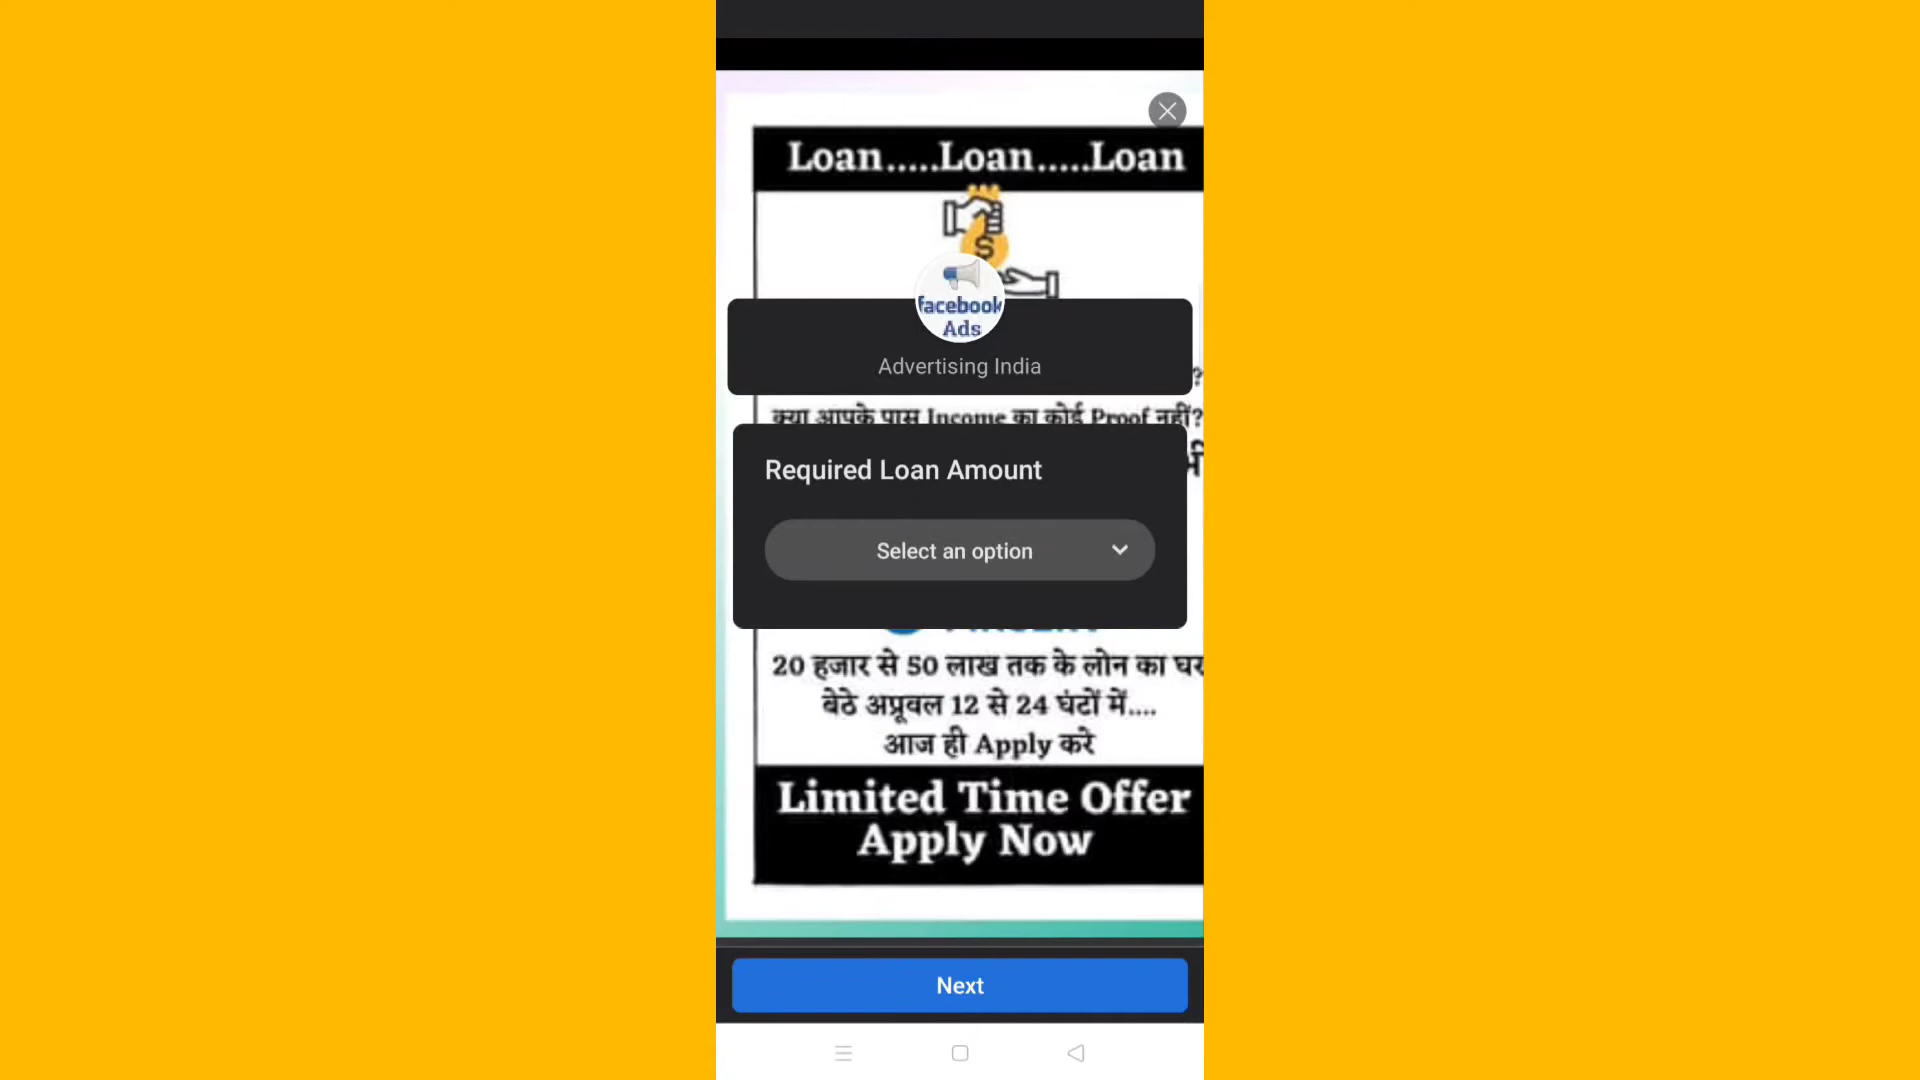 Loan.....Loan.....Loan
$
facebook
Ads
Advertising India
?
क्या आपके पास Income का कोई Proof नहीं?
Required Loan Amount
Select an option
20 हजार से 50 लाख तक के लोन का घर
बेठे अप्रूवल 12 से 24 घंटों में....
आज ही Apply करे
Limited Time Offer
Apply Now
Next